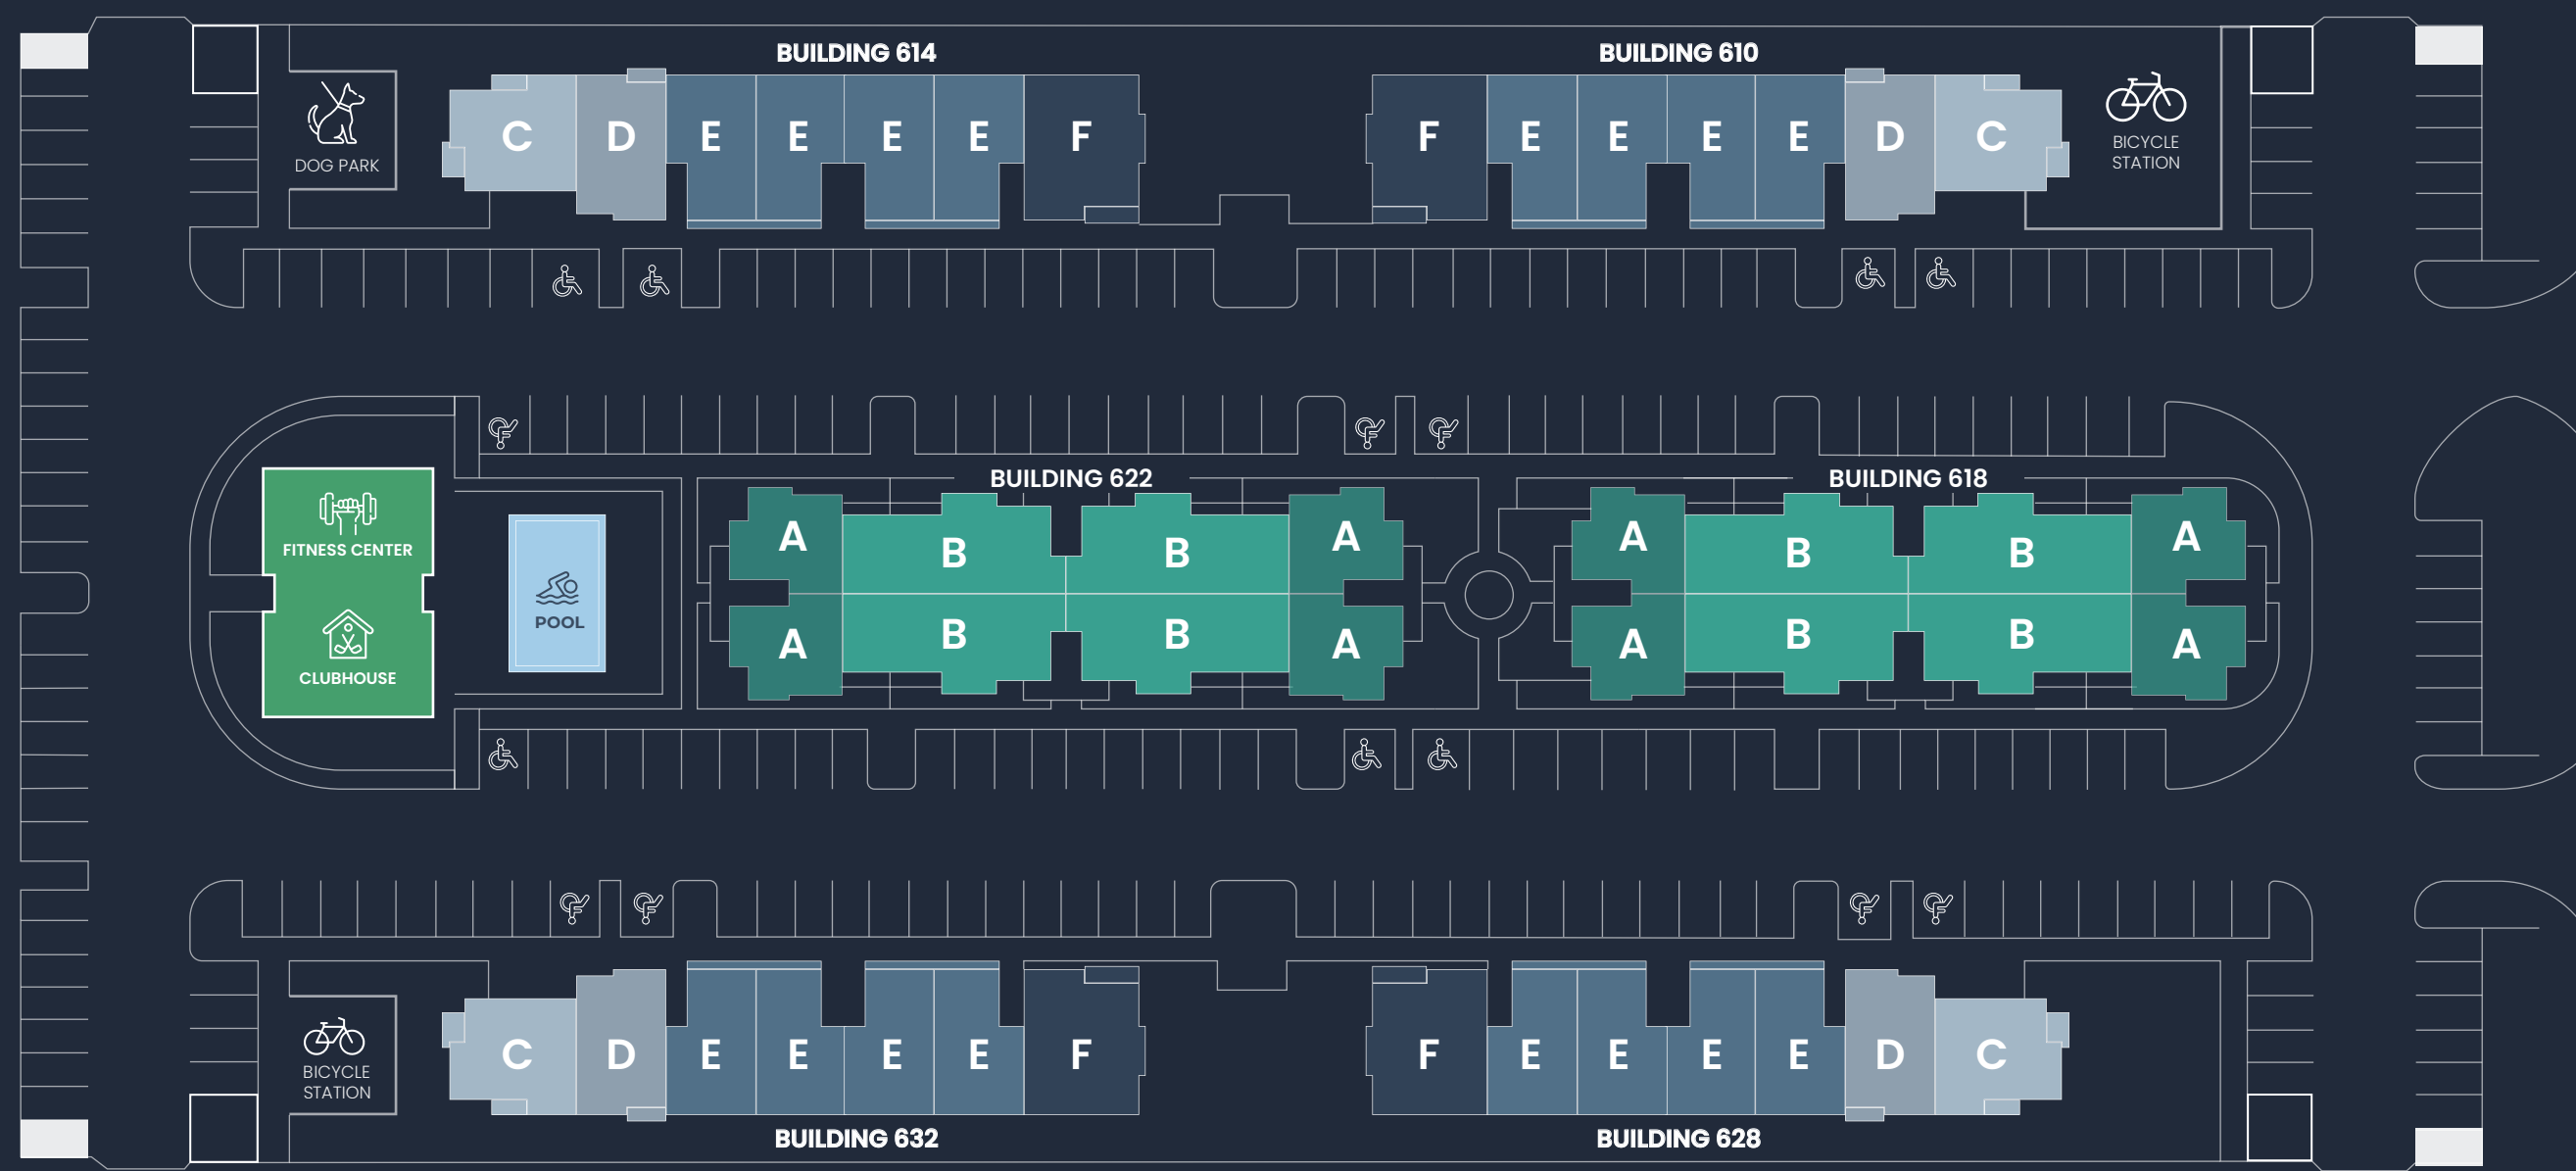 BUILDING 614
BUILDING 610
C D E E E E F
F E E E E D C
DOG PARK
BICYCLE
STATION
BUILDING 622
BUILDING 618
FITNESS CENTER
CLUBHOUSE
POOL
A B B A
A B B A
A B B A
A B B A
C D E E E E F
F E E E E D C
BICYCLE
STATION
BUILDING 632
BUILDING 628